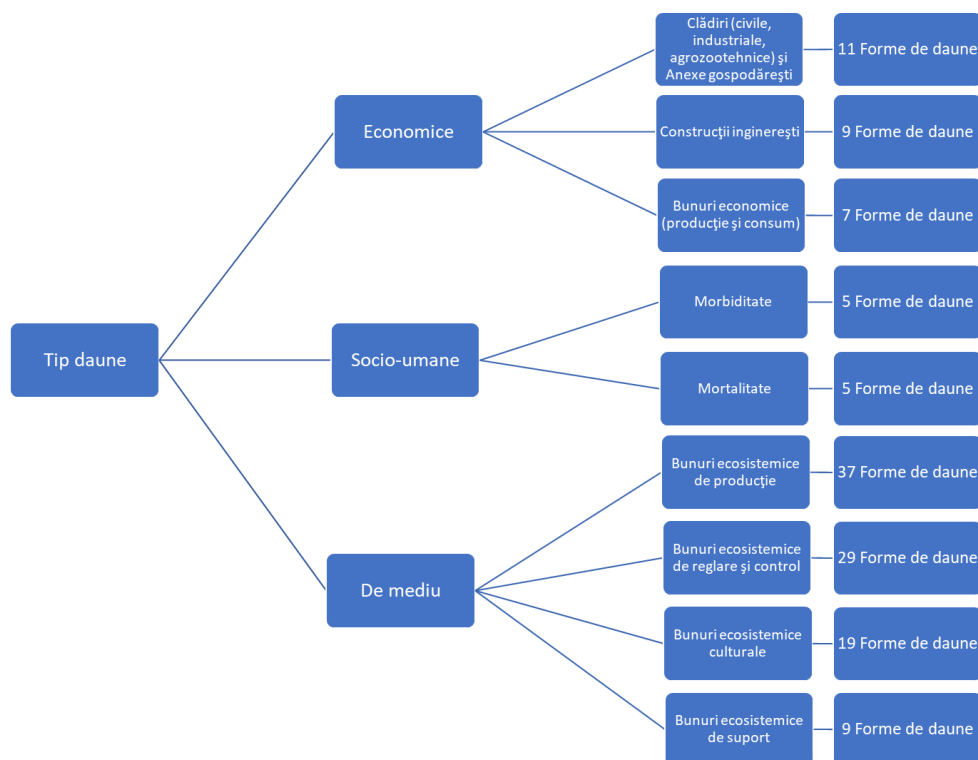 Tip daune
Economice
Clădiri (civile,
industriale,
agrozootehnice) şi
Anexe gospodăreşti
11 Forme de daune
Construcţii inginereşti
9 Forme de daune
Bunuri economice
(producţie şi consum)
7 Forme de daune
Socio-umane
Morbiditate
5 Forme de daune
Mortalitate
5 Forme de daune
De mediu
Bunuri ecosistemice
de producţie
37 Forme de daune
Bunuri ecosistemice
de reglare şi control
29 Forme de daune
Bunuri ecosistemice
culturale
19 Forme de daune
Bunuri ecosistemice
de suport
9 Forme de daune